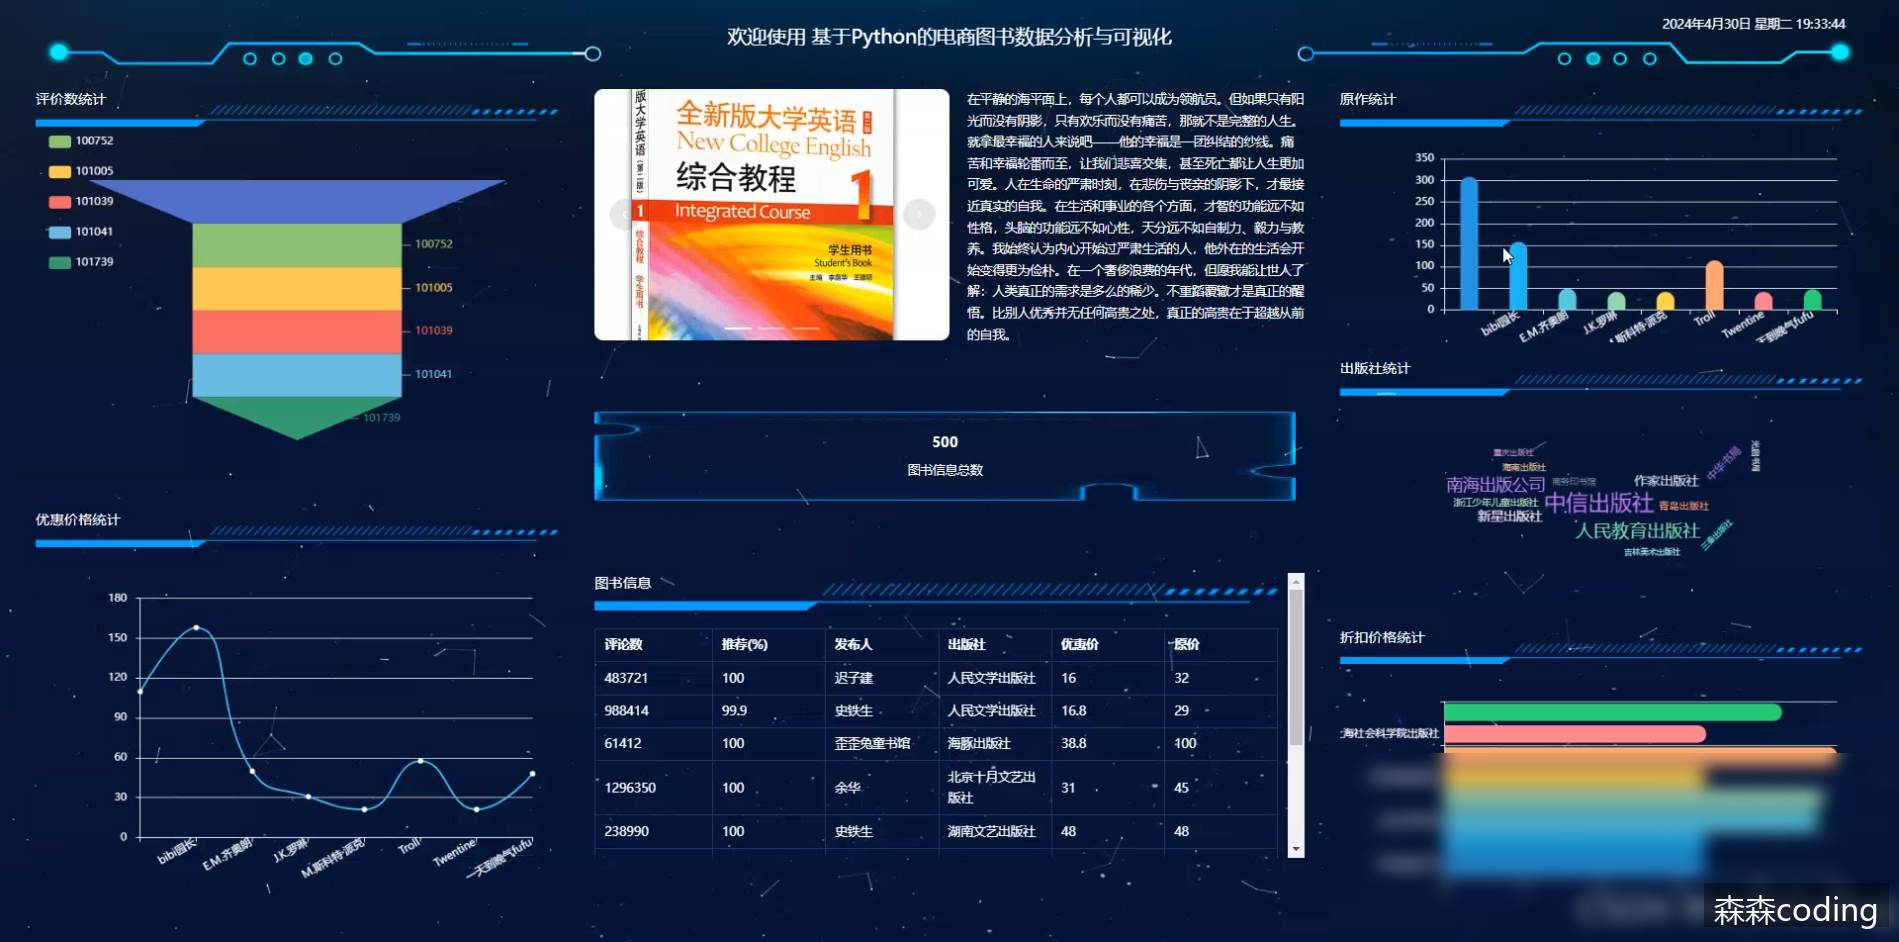 欢迎使用 基于Python的电商图书数据分析与可视化
2024年4月30日 星期二 19:33:44
评价数统计
100752
101005
101039
101041
101739
100752
101005
101039
101041
101739
版大学英语(第二版)
1
综合教程
学生用书
全新版大学英语
New College English
综合教程
1
Integrated Course
学生用书
Student's Book
主编
在平静的海平面上，每个人都可以成为领航员。但如果只有阳
光而没有阴影，只有欢乐而没有痛苦，那就不是完整的人生。
就拿最幸福的人来说吧——他的幸福是一团纠结的纱线。痛
苦和幸福轮番而至，让我们悲喜交集，甚至死亡都让人生更加
可爱。人在生命的严肃时刻，在悲伤与丧亲的阴影下，才最接
近真实的自我。在生活和事业的各个方面，才智的功能远不如
性格，头脑的功能远不如心性，天分远不如自制力、毅力与教
养。我始终认为内心开始过严肃生活的人，他外在的生活会开
始变得更为俭朴。在一个奢侈浪费的年代，但愿我能让世人了
解：人类真正的需求是多么的稀少。不重蹈覆辙才是真正的醒
悟。比别人优秀并无任何高贵之处，真正的高贵在于超越从前
的自我。
原作统计
350
300
250
200
150
100
50
0
bibi园长
E.M.齐奥朗
J.K.罗琳
.斯科特·派克
Troll
Twentine
天到晚气fufu
500
图书信息总数
出版社统计
重庆出版社
海南出版社
南海出版公司
商务印书馆
作家出版社
中华书局
浙江少年儿童出版社
中信出版社
青岛出版社
新星出版社
人民教育出版社
三秦出版社
吉林美术出版社
优惠价格统计
180
150
120
90
60
30
0
bibi园长
E.M.齐奥朗
J.K.罗琳
M.斯科特·派克
Troll
Twentine
一天到晚气fufu
图书信息
评论数 推荐(%) 发布人 出版社 优惠价 原价
483721 100 迟子建 人民文学出版社 16 32
988414 99.9 史铁生 人民文学出版社 16.8 29
61412 100 歪歪兔童书馆 海豚出版社 38.8 100
1296350 100 余华 北京十月文艺出版社 31 45
238990 100 史铁生 湖南文艺出版社 48 48
折扣价格统计
海社会科学院出版社
森森coding